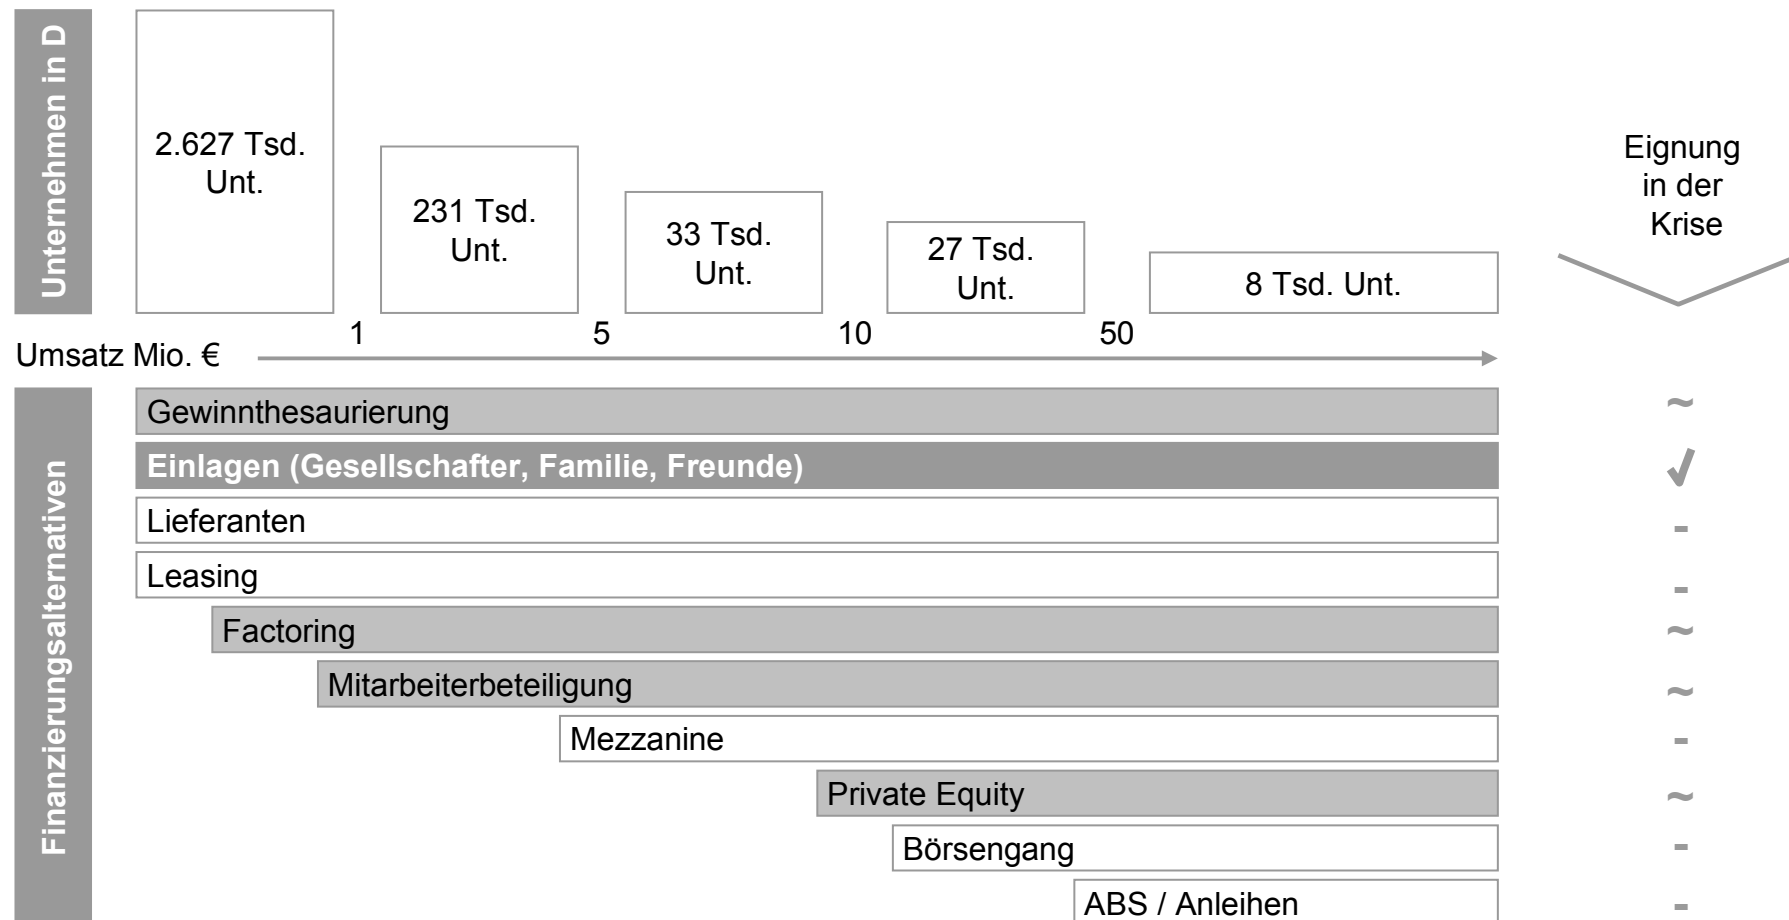 Unternehmen in D
2.627 Tsd.
Unt.
231 Tsd.
Unt.
33 Tsd.
Unt.
27 Tsd.
Unt.
8 Tsd. Unt.
Eignung
in der
Krise
1 5 10 50
Umsatz Mio. €
Finanzierungsalternativen
Gewinnthesaurierung ~
Einlagen (Gesellschafter, Familie, Freunde) ✓
Lieferanten -
Leasing -
Factoring ~
Mitarbeiterbeteiligung ~
Mezzanine -
Private Equity ~
Börsengang -
ABS / Anleihen -